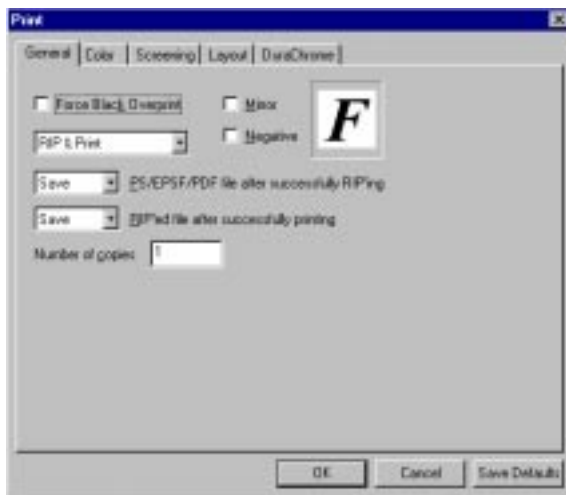 Print
General Color Screening Layout DuraChrome
Force Black Overprint
Mirror
RIP & Print
Negative
F
Save PS/EPSF/PDF file after successfully RIP'ing
Save RIP'ed file after successfully printing
Number of copies 1
OK Cancel Save Defaults